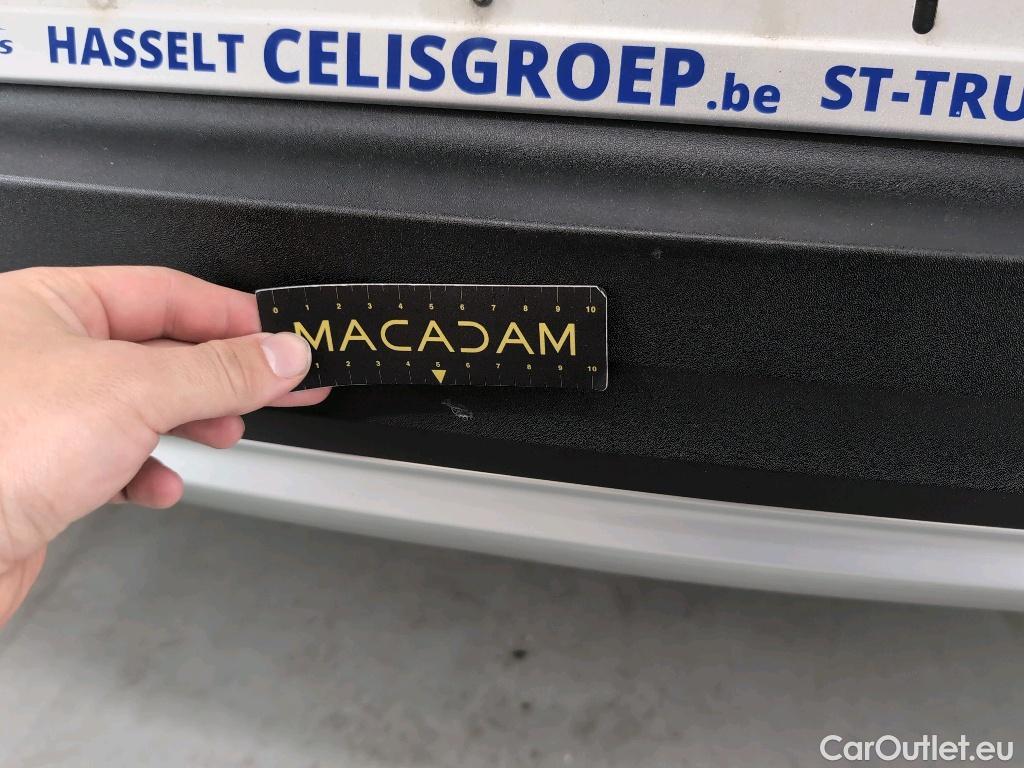 s HASSELT CELISGROEP.be ST-TRU
0 1 2 3 4 5 6 7 8 9 10
MACADAM
1 2 3 4 5 6 7 8 9 10
CarOutlet.eu